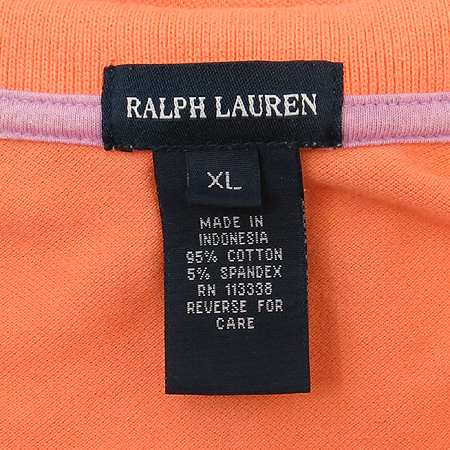 RALPH LAUREN
XL
MADE IN
INDONESIA
95% COTTON
5% SPANDEX
RN 113338
REVERSE FOR
CARE